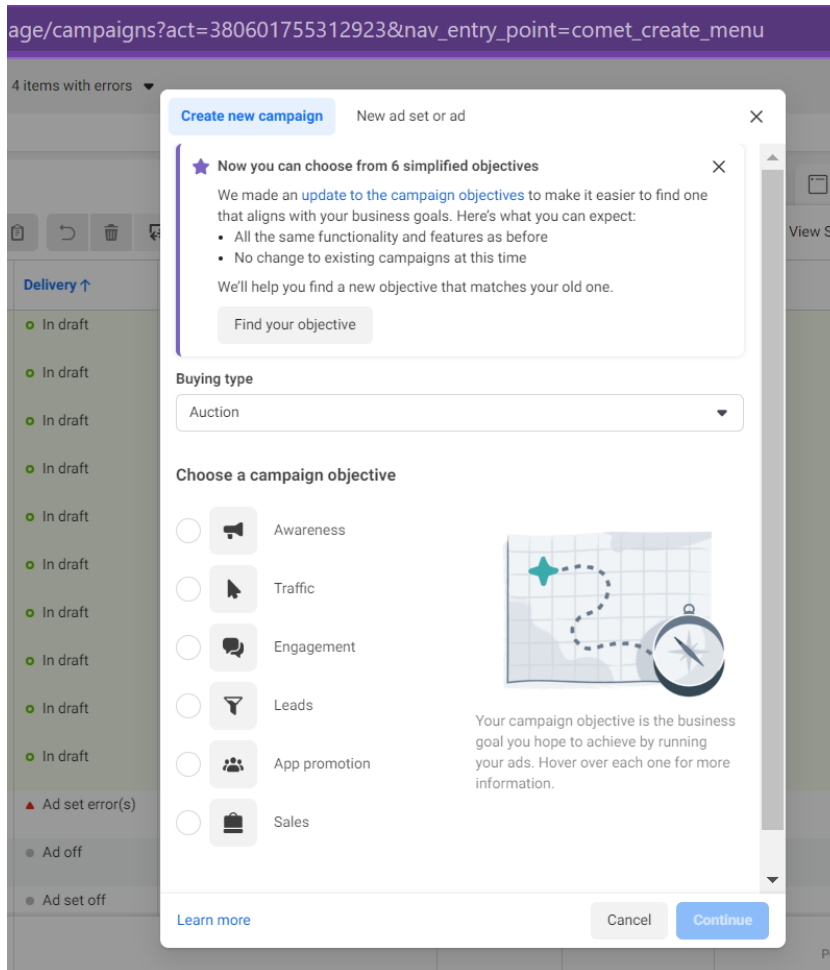 age/campaigns?act=380601755312923&nav_entry_point=comet_create_menu
4 items with errors
Create new campaign
New ad set or ad
Now you can choose from 6 simplified objectives
We made an update to the campaign objectives to make it easier to find one
that aligns with your business goals. Here's what you can expect:
• All the same functionality and features as before
• No change to existing campaigns at this time
We'll help you find a new objective that matches your old one.
Find your objective
View S
Delivery ↑
In draft
In draft
In draft
In draft
In draft
In draft
In draft
In draft
In draft
In draft
Ad set error(s)
Ad off
Ad set off
Buying type
Auction
Choose a campaign objective
Awareness
Traffic
Engagement
Leads
App promotion
Sales
Your campaign objective is the business
goal you hope to achieve by running
your ads. Hover over each one for more
information.
Learn more
Cancel
Continue
P